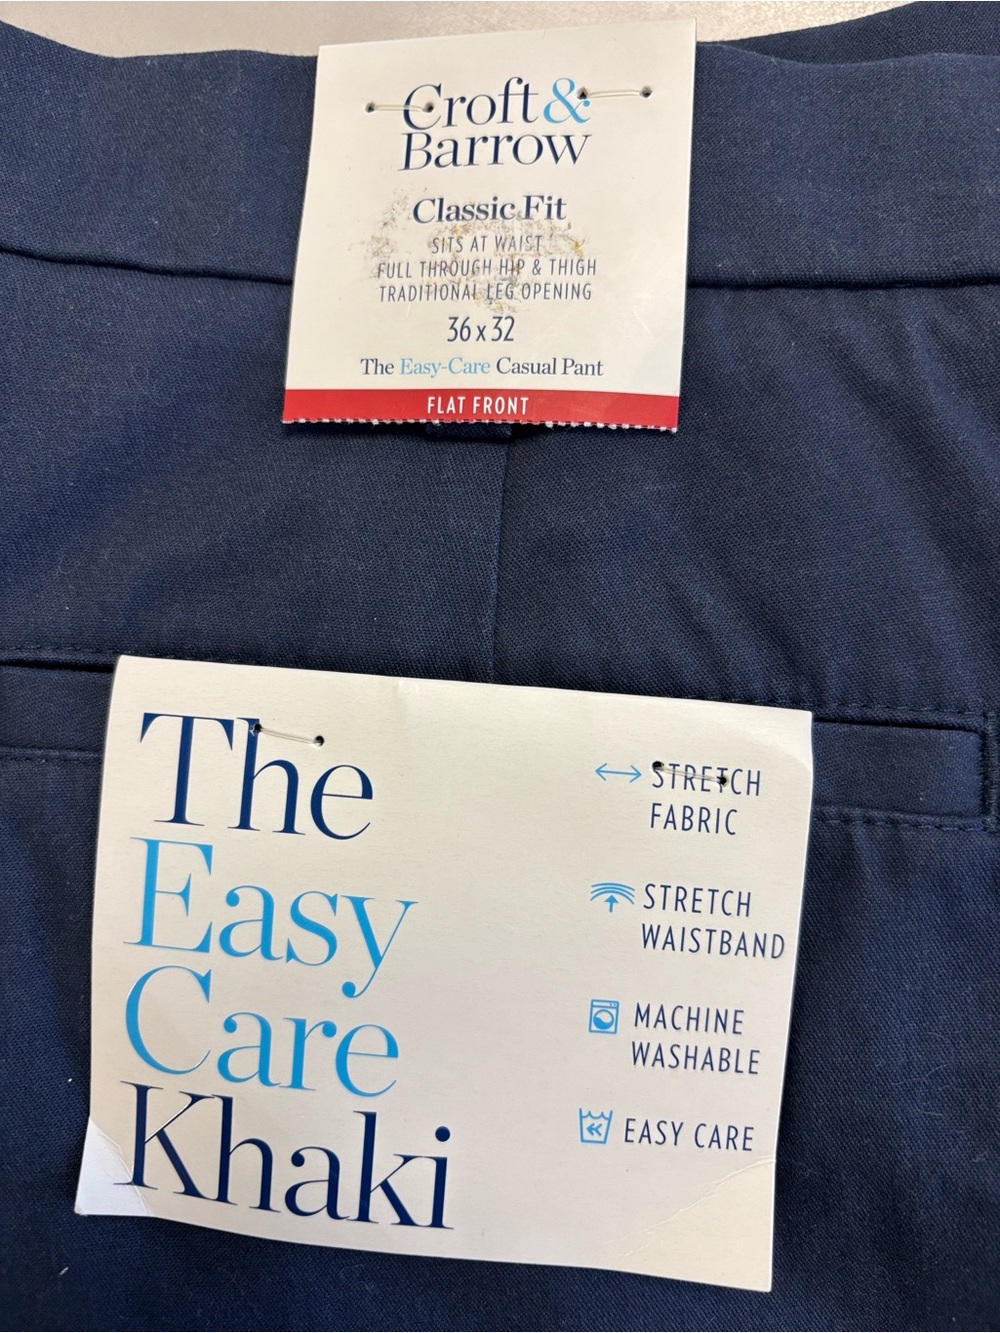 Croft &
Barrow
Classic Fit
SITS AT WAIST
FULL THROUGH HIP & THIGH
TRADITIONAL LEG OPENING
36 x 32
The Easy-Care Casual Pant
FLAT FRONT
The
Easy
Care
Khaki
STRETCH
FABRIC
STRETCH
WAISTBAND
MACHINE
WASHABLE
EASY CARE